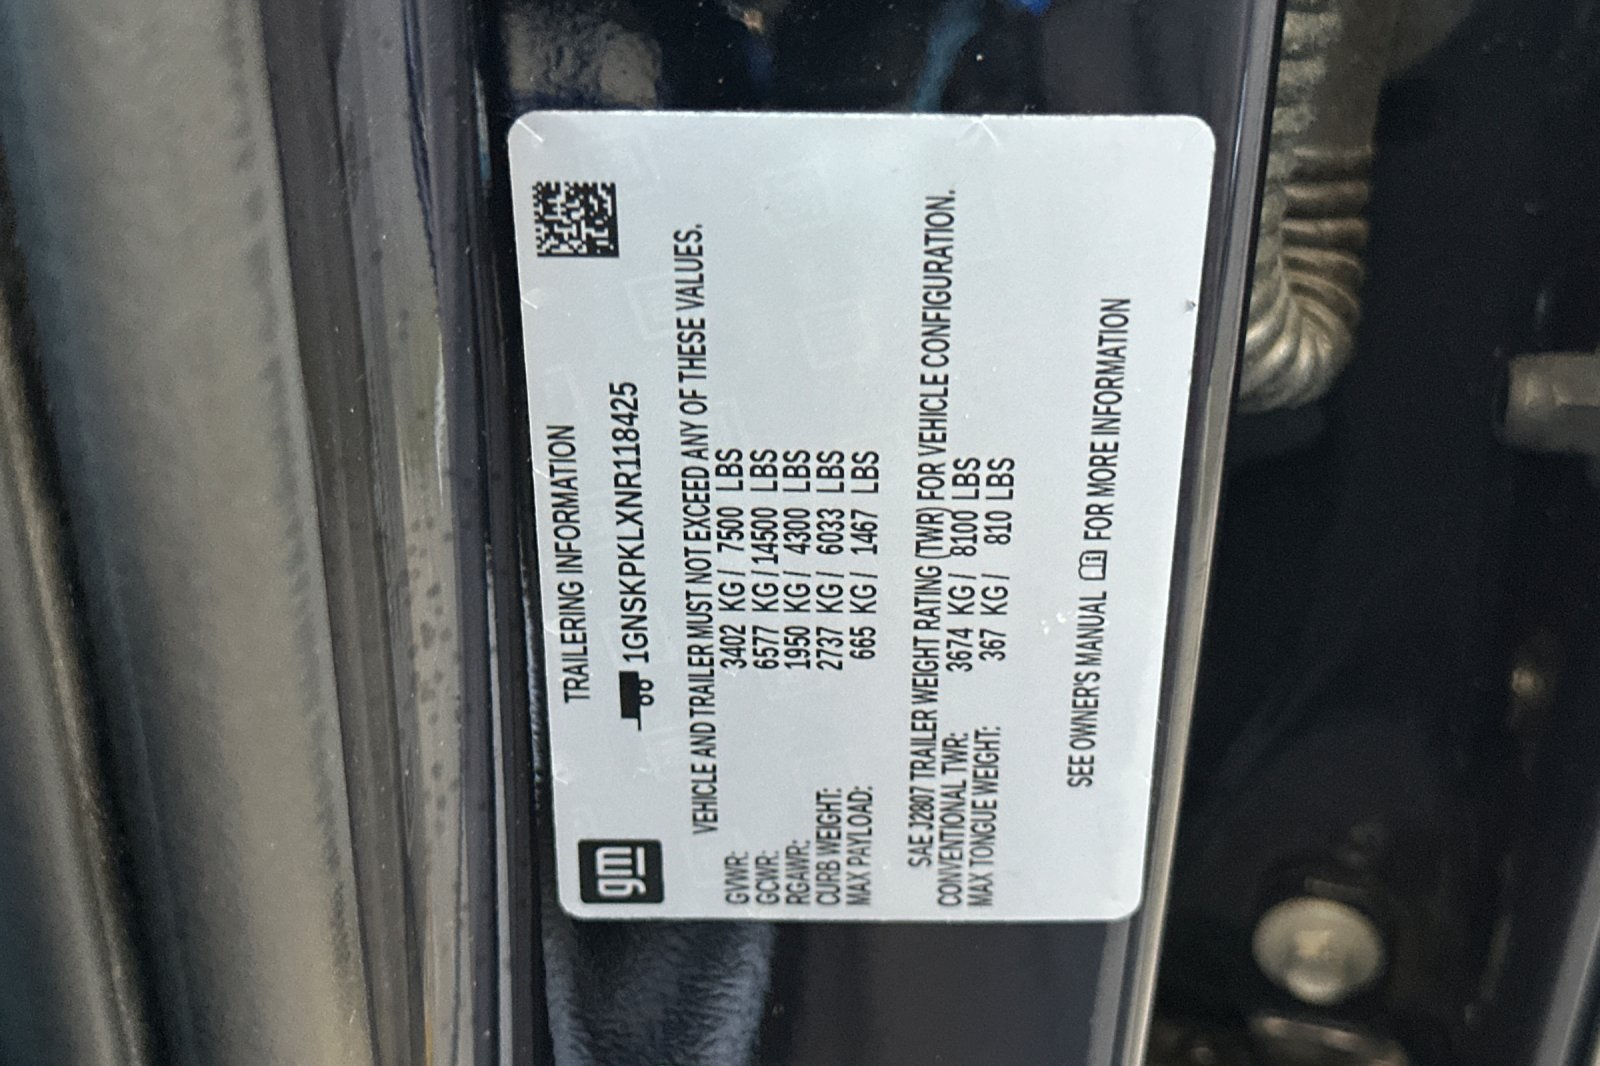 gm
TRAILERING INFORMATION
1GNSKPKLXNR118425
VEHICLE AND TRAILER MUST NOT EXCEED ANY OF THESE VALUES.
GVWR: 3402 KG / 7500 LBS
GCWR: 6577 KG / 14500 LBS
RGAWR: 1950 KG / 4300 LBS
CURB WEIGHT: 2737 KG / 6033 LBS
MAX PAYLOAD: 665 KG / 1467 LBS
SAE J2807 TRAILER WEIGHT RATING (TWR) FOR VEHICLE CONFIGURATION.
CONVENTIONAL TWR: 3674 KG / 8100 LBS
MAX TONGUE WEIGHT: 367 KG / 810 LBS
SEE OWNER'S MANUAL FOR MORE INFORMATION